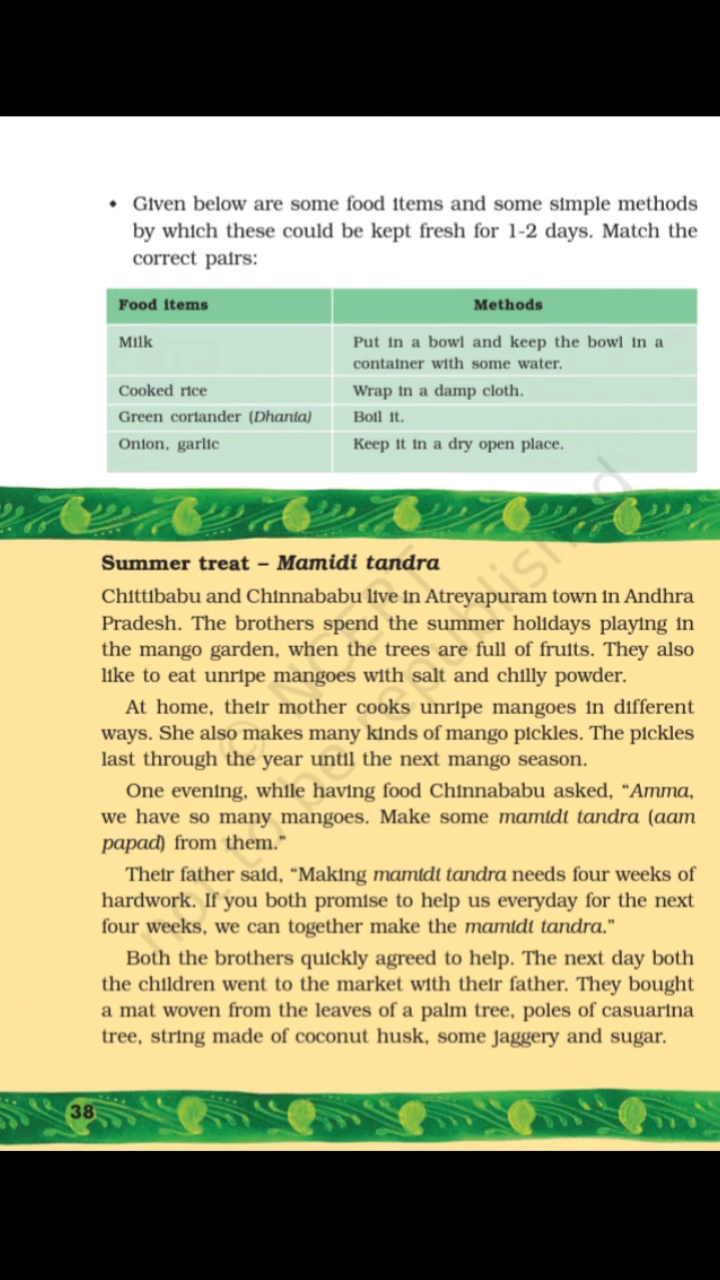 • Given below are some food items and some simple methods
by which these could be kept fresh for 1-2 days. Match the
correct pairs:
Food items Methods
Milk Put in a bowl and keep the bowl in a
container with some water.
Cooked rice Wrap in a damp cloth.
Green coriander (Dhania) Boil it.
Onion, garlic Keep it in a dry open place.
Summer treat – Mamidi tandra
Chittibabu and Chinnababu live in Atreyapuram town in Andhra
Pradesh. The brothers spend the summer holidays playing in
the mango garden, when the trees are full of fruits. They also
like to eat unripe mangoes with salt and chilly powder.
At home, their mother cooks unripe mangoes in different
ways. She also makes many kinds of mango pickles. The pickles
last through the year until the next mango season.
One evening, while having food Chinnababu asked, “Amma,
we have so many mangoes. Make some mamidi tandra (aam
papad) from them.”
Their father said, “Making mamidi tandra needs four weeks of
hardwork. If you both promise to help us everyday for the next
four weeks, we can together make the mamidi tandra.”
Both the brothers quickly agreed to help. The next day both
the children went to the market with their father. They bought
a mat woven from the leaves of a palm tree, poles of casuarina
tree, string made of coconut husk, some jaggery and sugar.
38
© NCERT
not to be republished